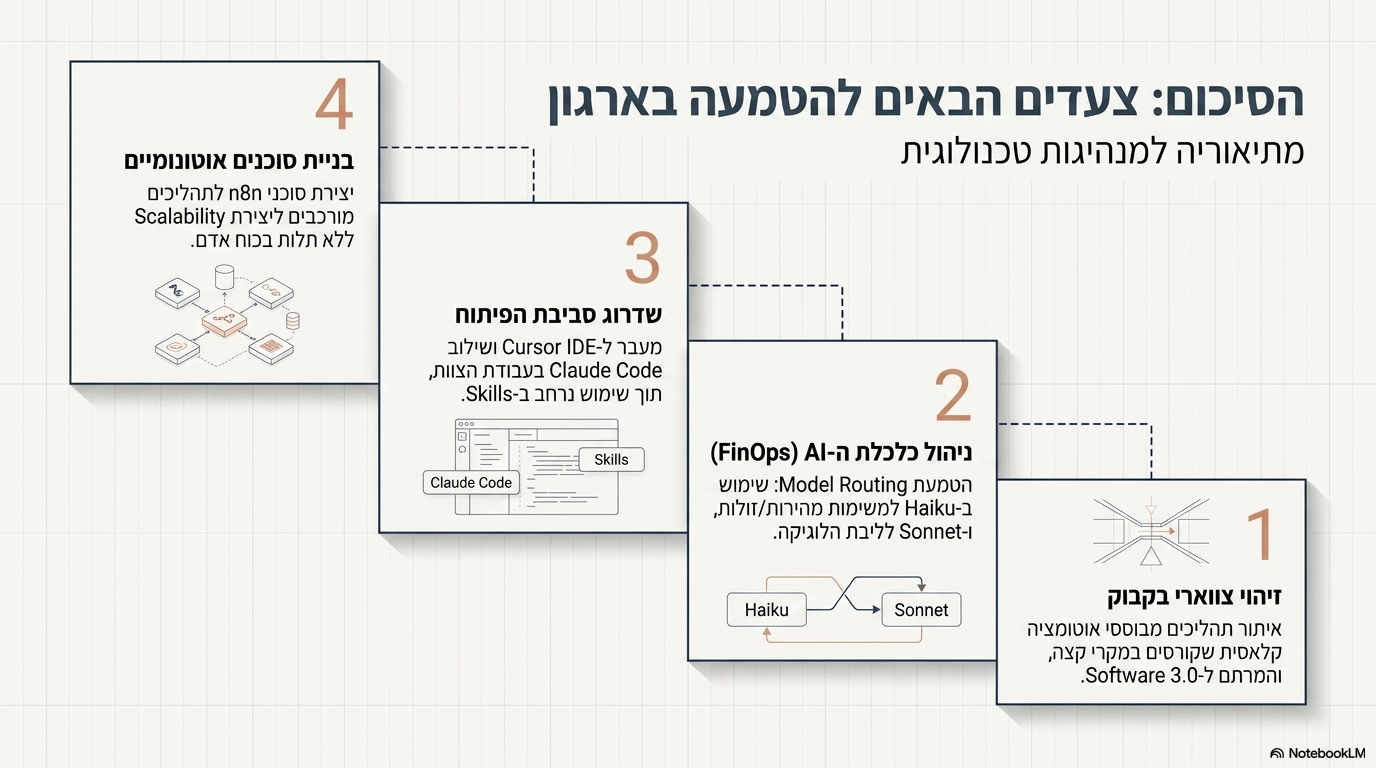 הסיכום: צעדים הבאים להטמעה בארגון
מתיאוריה למנהיגות טכנולוגית
1
זיהוי צווארי בקבוק
איתור תהליכים מבוססי אוטומציה
קלאסית שקורסים במקרי קצה,
והמרתם ל-Software 3.0.
2
ניהול כלכלת ה-AI (FinOps)
הטמעת Model Routing: שימוש
ב-Haiku למשימות מהירות/זולות,
ו-Sonnet לליבת הלוגיקה.
Haiku
Sonnet
3
שדרוג סביבת הפיתוח
מעבר ל-Cursor IDE ושילוב
Claude Code בעבודת הצוות,
תוך שימוש נרחב ב-Skills.
Skills
Claude Code
4
בניית סוכנים אוטונומיים
יצירת סוכני n8n לתהליכים
מורכבים ליצירת Scalability
ללא תלות בכוח אדם.
NotebookLM